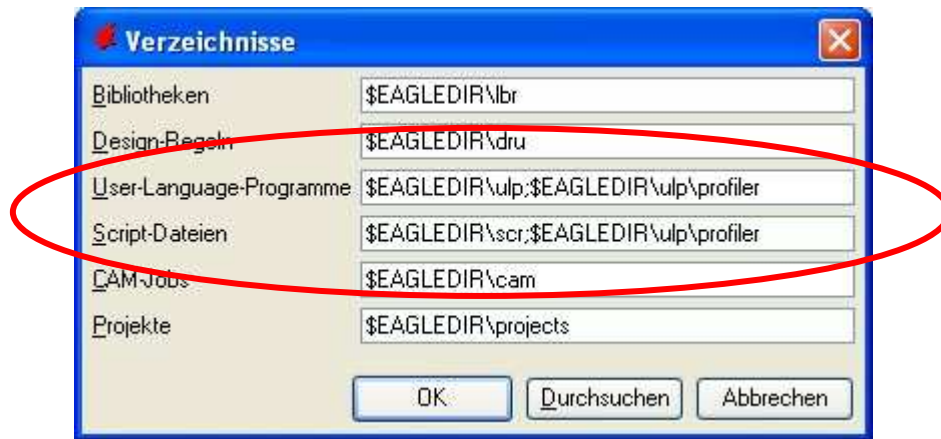 Verzeichnisse
Bibliotheken $EAGLEDIR\lbr
Design-Regeln $EAGLEDIR\dru
User-Language-Programme $EAGLEDIR\ulp;$EAGLEDIR\ulp\profiler
Script-Dateien $EAGLEDIR\scr;$EAGLEDIR\ulp\profiler
CAM-Jobs $EAGLEDIR\cam
Projekte $EAGLEDIR\projects
OK Durchsuchen Abbrechen